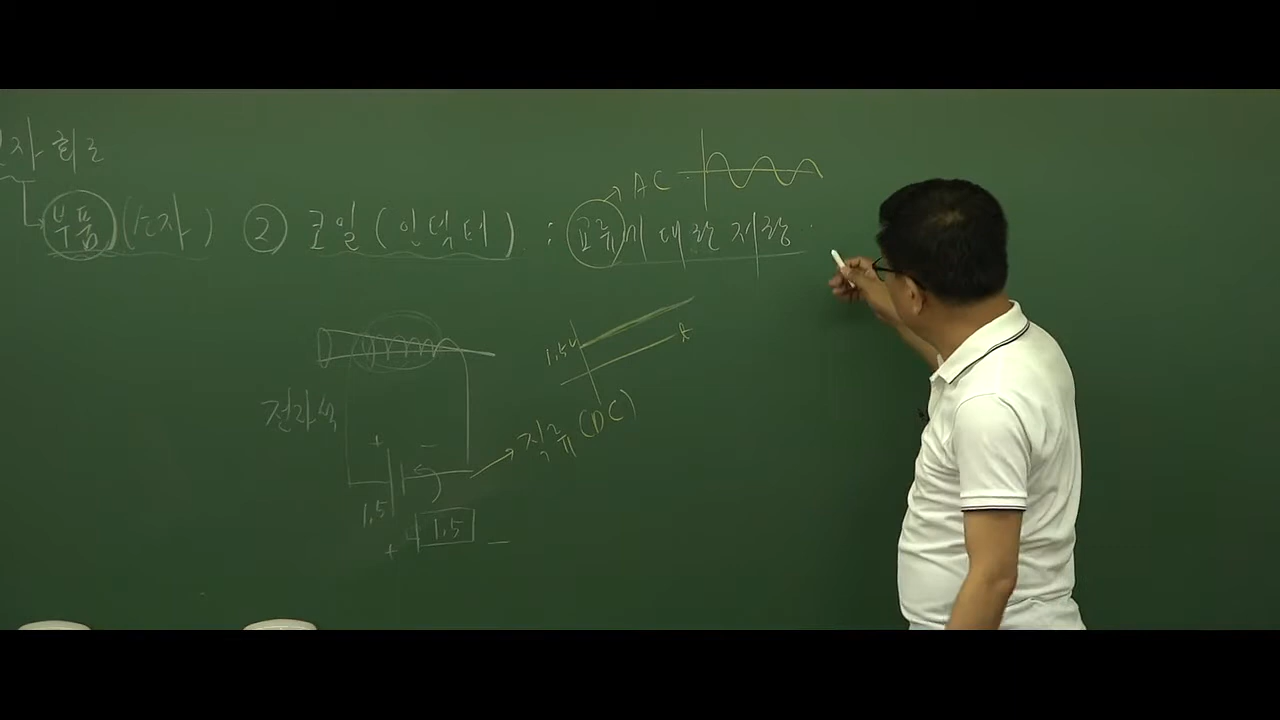 자 회로
AC
부품 (소자) ② 코일 (인덕터) : 교류에 대한 저항
1.5V
t
전자석
직류 (DC)
+ −
1.5
1.5
+ −